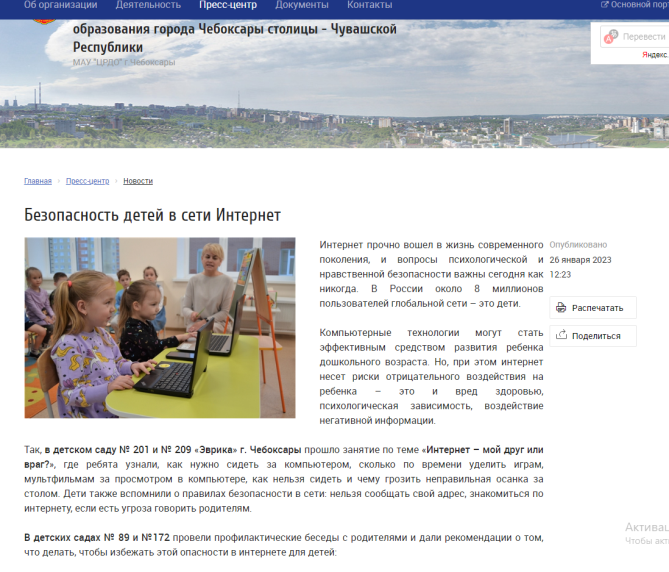 Об организации Деятельность Пресс-центр Документы Контакты Основной порт
образования города Чебоксары столицы - Чувашской
Республики
МАУ "ЦРДО" г.Чебоксары
Перевести
Яндекс.
Главная Пресс-центр Новости
Безопасность детей в сети Интернет
Интернет прочно вошел в жизнь современного
поколения, и вопросы психологической и
нравственной безопасности важны сегодня как
никогда. В России около 8 миллионов
пользователей глобальной сети – это дети.
Опубликовано
26 января 2023
12:23
Распечатать
Поделиться
Компьютерные технологии могут стать
эффективным средством развития ребенка
дошкольного возраста. Но, при этом интернет
несет риски отрицательного воздействия на
ребенка – это и вред здоровью,
психологическая зависимость, воздействие
негативной информации.
Так, в детском саду № 201 и № 209 «Эврика» г. Чебоксары прошло занятие по теме «Интернет – мой друг или
враг?», где ребята узнали, как нужно сидеть за компьютером, сколько по времени уделить играм,
мультфильмам за просмотром в компьютере, как нельзя сидеть и чему грозить неправильная осанка за
столом. Дети также вспомнили о правилах безопасности в сети: нельзя сообщать свой адрес, знакомиться по
интернету, если есть угроза говорить родителям.
В детских садах № 89 и №172 провели профилактические беседы с родителями и дали рекомендации о том,
что делать, чтобы избежать этой опасности в интернете для детей:
Активац
Чтобы акти